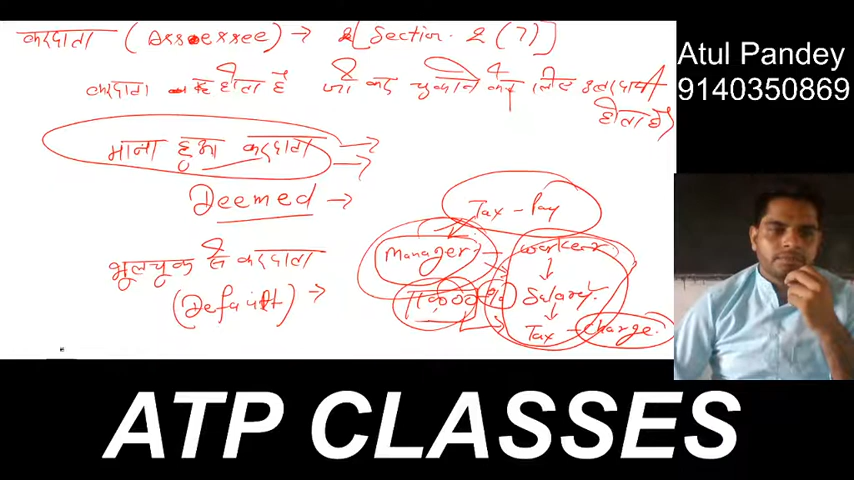 करदाता (Assessee) → [Section. 2(7)]
करदाता वह होता है जो कर चुकाने के लिए उत्तरदायी
होता है
माना हुआ करदाता →
Deemed →
भूलचूक से करदाता
(Default) →
Tax - Pay
Manager - worker
↓
11000 Salary.
↓
Tax - charge.
Atul Pandey
9140350869
ATP CLASSES